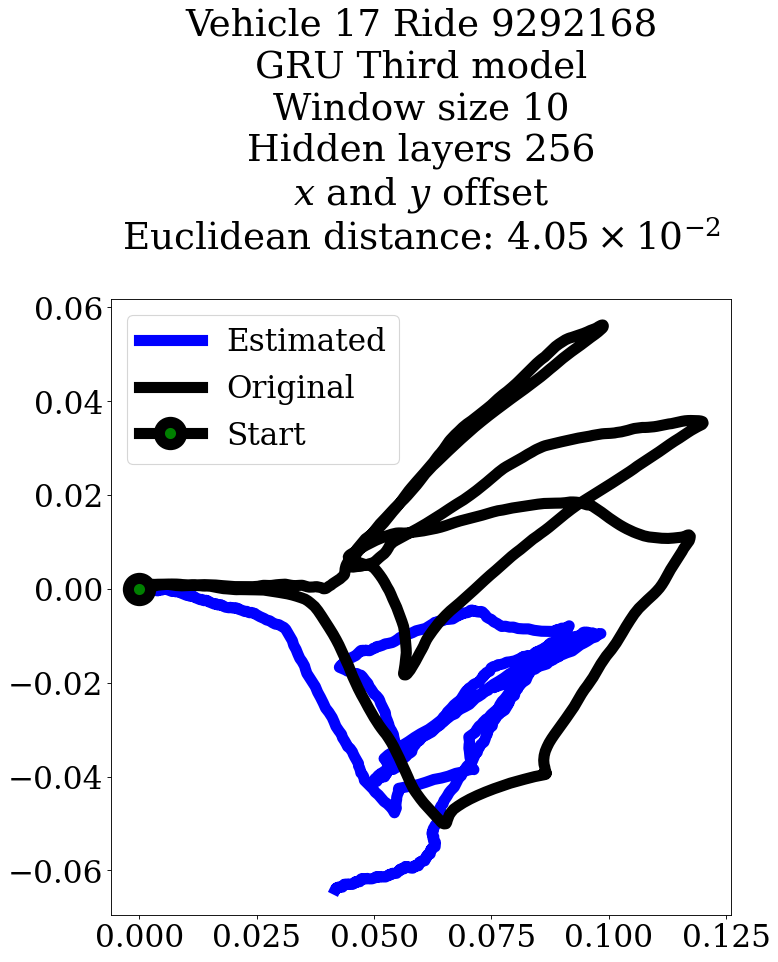 Vehicle 17 Ride 9292168
GRU Third model
Window size 10
Hidden layers 256
x and y offset
Euclidean distance: 4.05 × 10⁻²
0.06
0.04
0.02
0.00
−0.02
−0.04
−0.06
Estimated
Original
Start
0.000 0.025 0.050 0.075 0.100 0.125